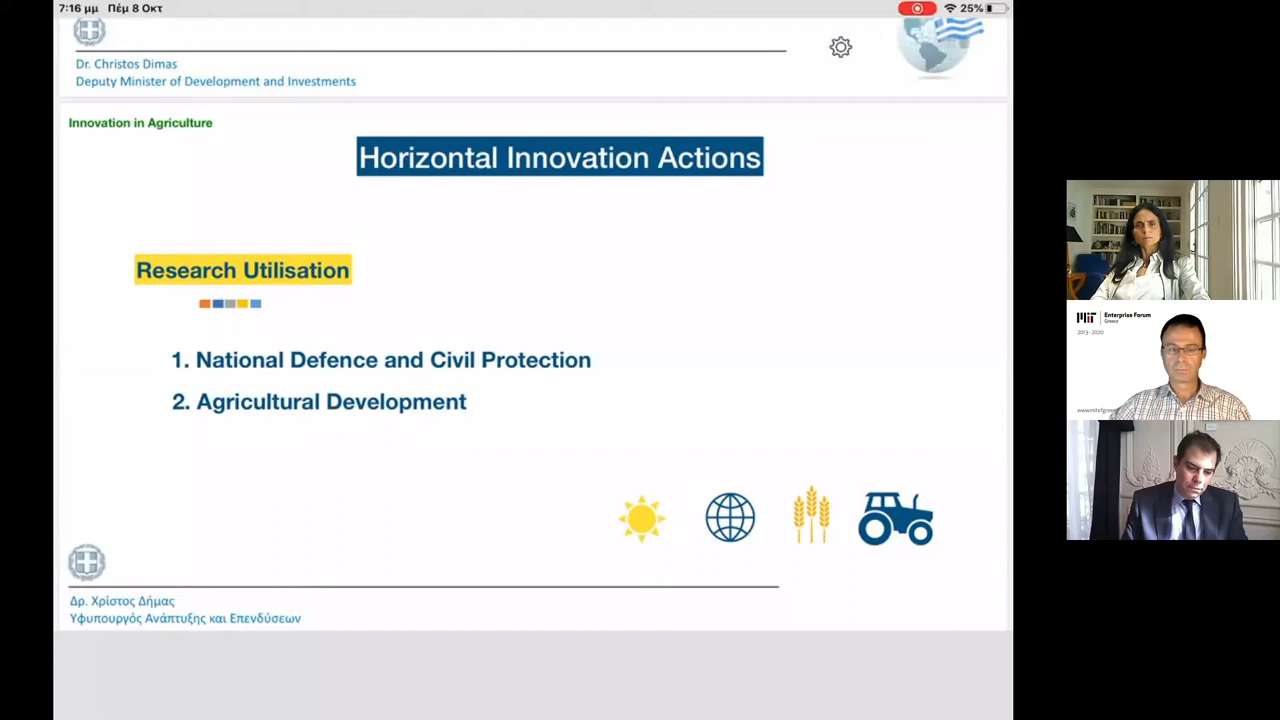 7:16 μμ Πέμ 8 Οκτ
25%
Dr. Christos Dimas
Deputy Minister of Development and Investments
Innovation in Agriculture
Horizontal Innovation Actions
Research Utilisation
1. National Defence and Civil Protection
2. Agricultural Development
Δρ. Χρίστος Δήμας
Υφυπουργός Ανάπτυξης και Επενδύσεων
MIT Enterprise Forum
Greece
2013 - 2020